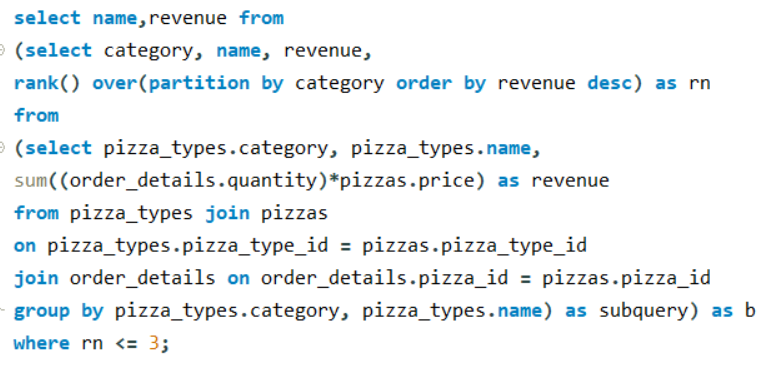 select name,revenue from
(select category, name, revenue,
rank() over(partition by category order by revenue desc) as rn
from
(select pizza_types.category, pizza_types.name,
sum((order_details.quantity)*pizzas.price) as revenue
from pizza_types join pizzas
on pizza_types.pizza_type_id = pizzas.pizza_type_id
join order_details on order_details.pizza_id = pizzas.pizza_id
group by pizza_types.category, pizza_types.name) as subquery) as b
where rn <= 3;